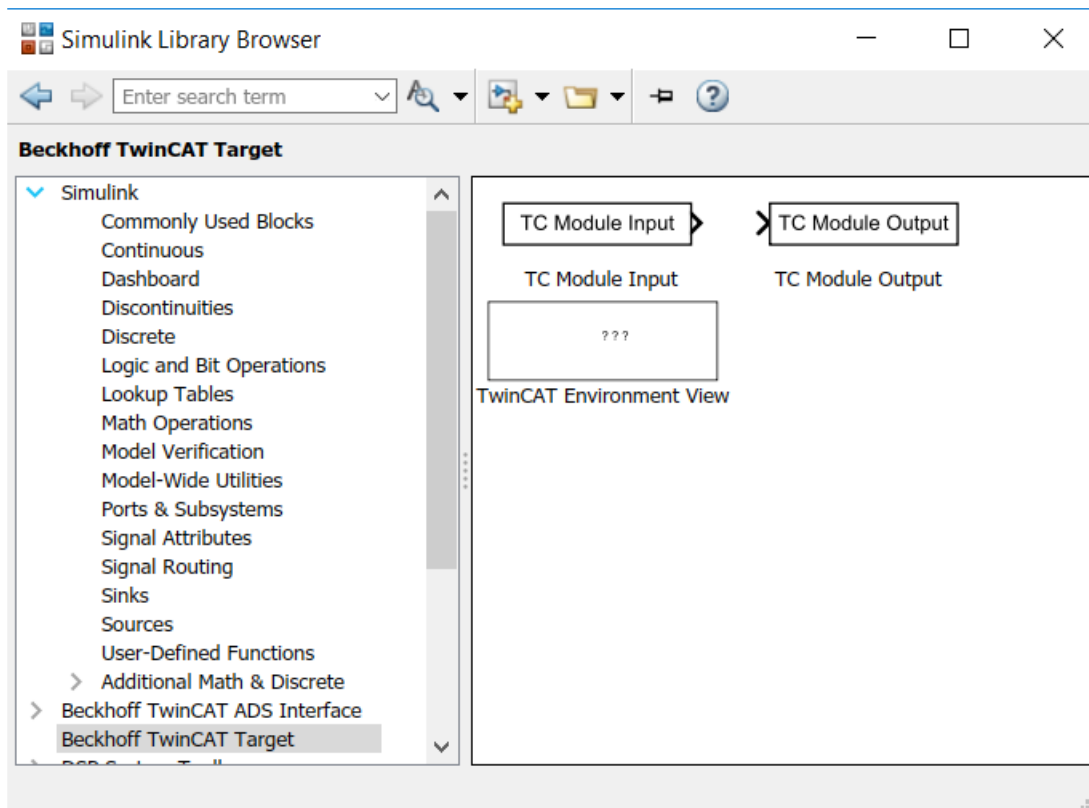 Simulink Library Browser
Enter search term
Beckhoff TwinCAT Target
Simulink
Commonly Used Blocks
Continuous
Dashboard
Discontinuities
Discrete
Logic and Bit Operations
Lookup Tables
Math Operations
Model Verification
Model-Wide Utilities
Ports & Subsystems
Signal Attributes
Signal Routing
Sinks
Sources
User-Defined Functions
Additional Math & Discrete
Beckhoff TwinCAT ADS Interface
Beckhoff TwinCAT Target
TC Module Input
TC Module Output
TC Module Input
TC Module Output
???
TwinCAT Environment View